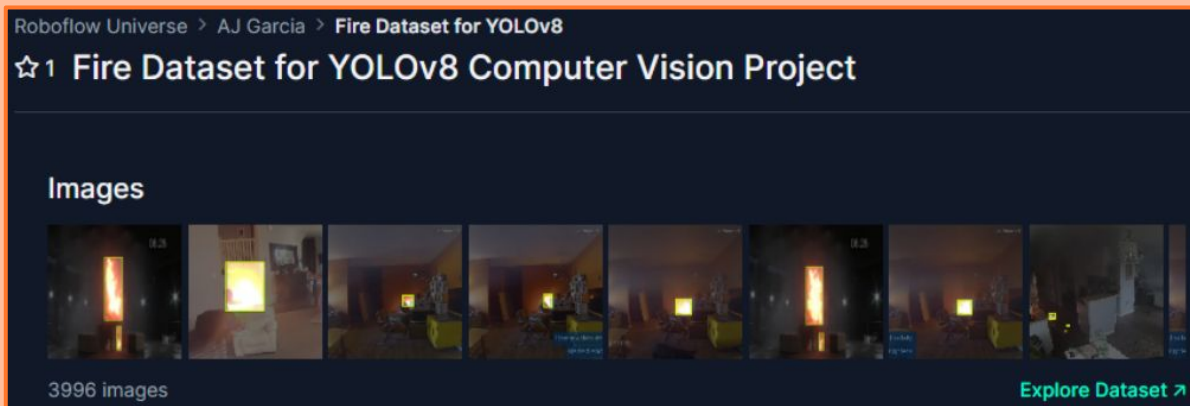 Roboflow Universe > AJ Garcia > Fire Dataset for YOLOv8
☆ 1 Fire Dataset for YOLOv8 Computer Vision Project
Images
3996 images
Explore Dataset ↗